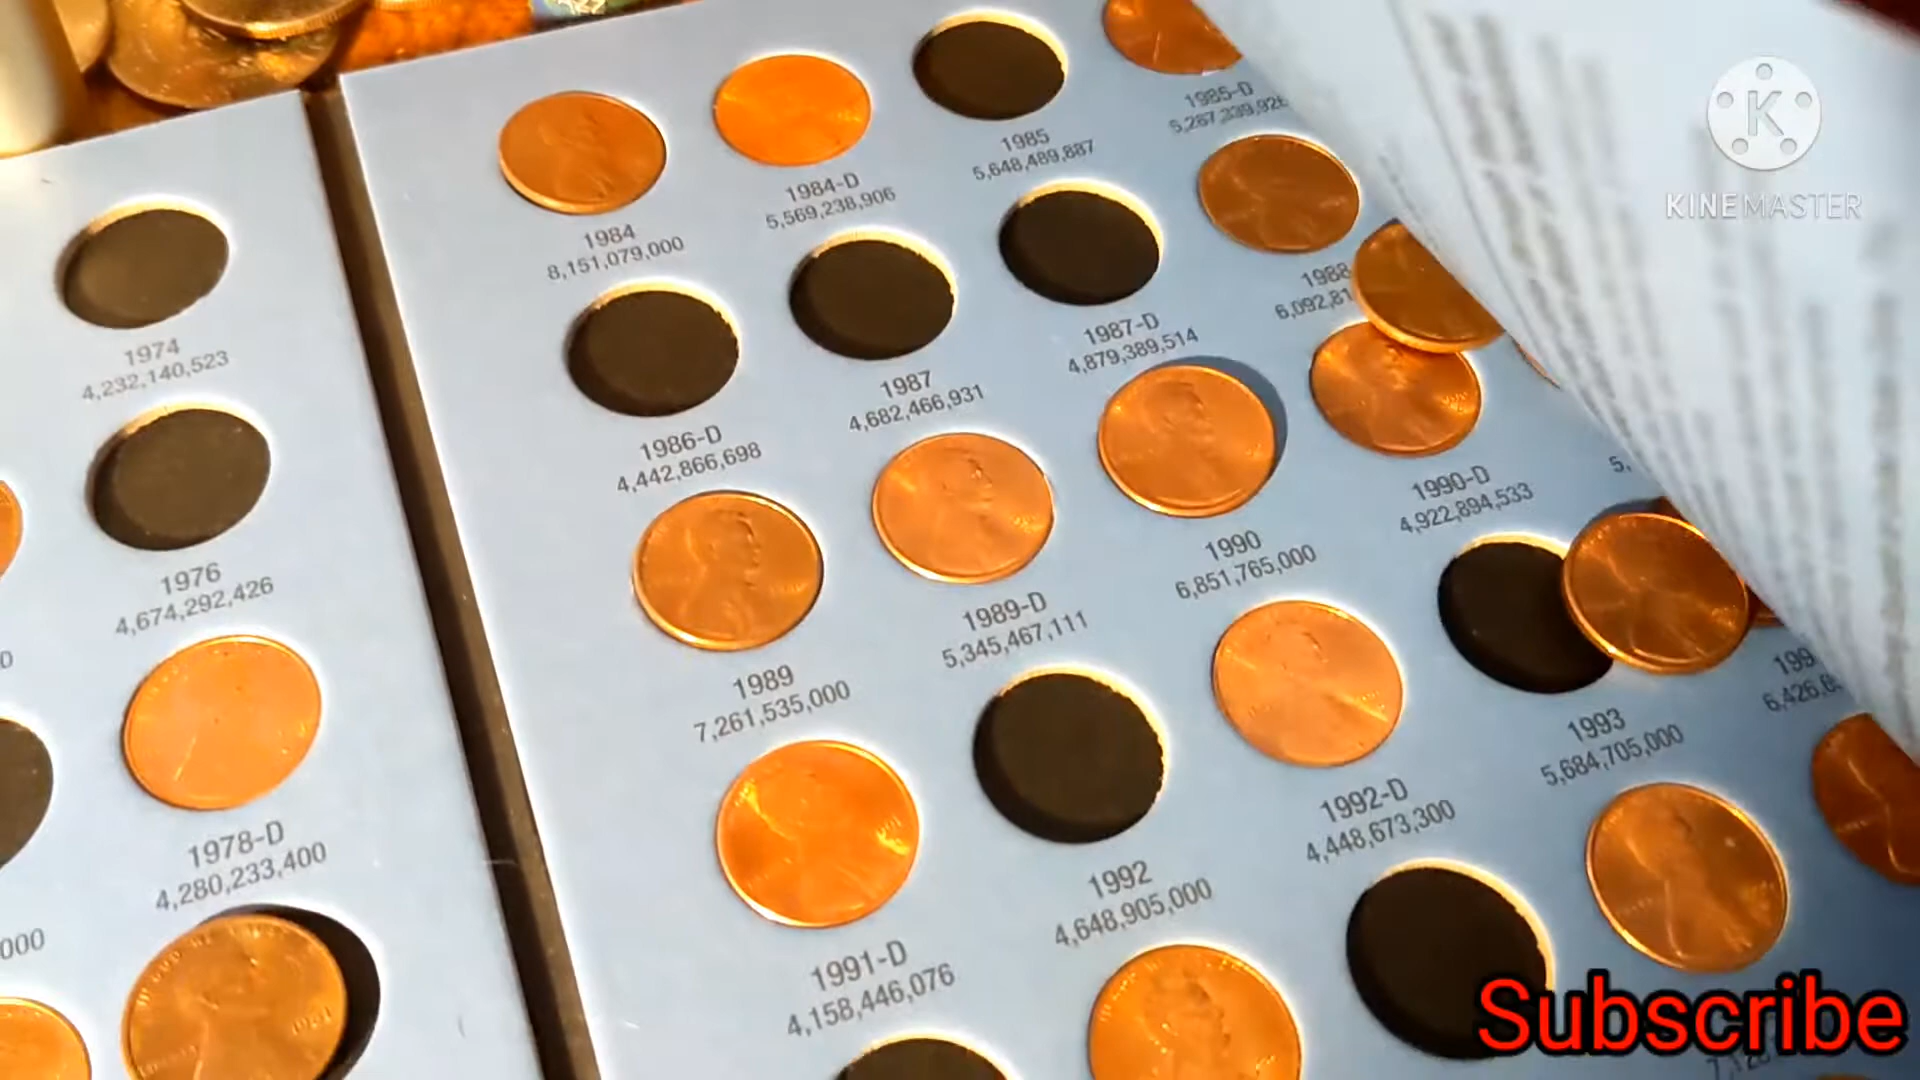 1974
4,232,140,523
1976
4,674,292,426
1978-D
4,280,233,400
1984
8,151,079,000
1984-D
5,569,238,906
1985
5,648,489,887
1985-D
1986-D
4,442,866,698
1987
4,682,466,931
1987-D
4,879,389,514
1988
1989
7,261,535,000
1989-D
5,345,467,111
1990
6,851,765,000
1990-D
4,922,894,533
1991-D
4,158,446,076
1992
4,648,905,000
1992-D
4,448,673,300
1993
5,684,705,000
KINEMASTER
Subscribe